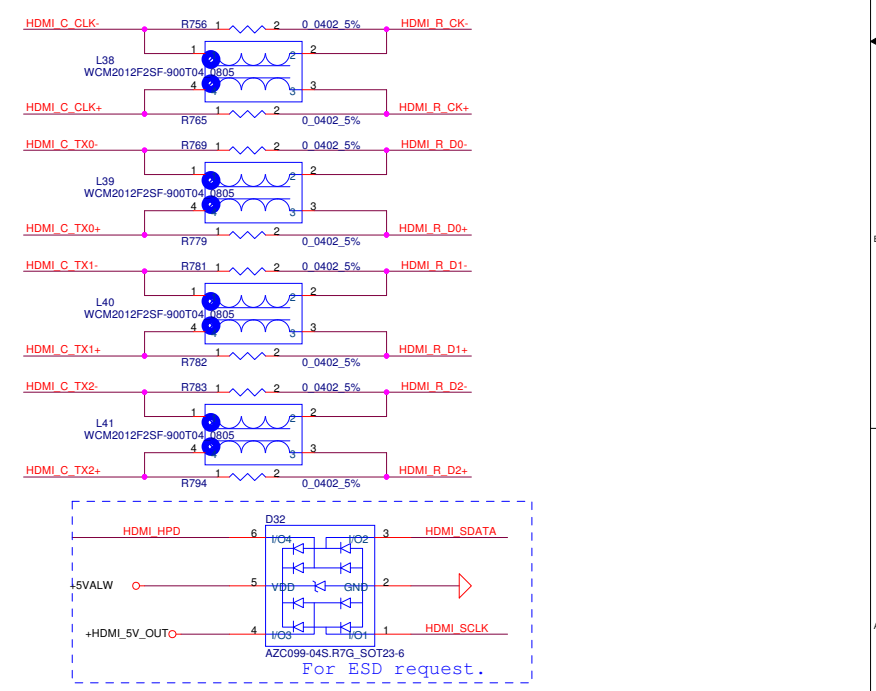 HDMI_C_CLK- R756 1 2 0_0402_5% HDMI_R_CK-
1 2 2
L38
WCM2012F2SF-900T04_0805
4 4 3 3
HDMI_C_CLK+ 1 2 HDMI_R_CK+
R765 0_0402_5%
HDMI_C_TX0- R769 1 2 0_0402_5% HDMI_R_D0-
1 2 2
L39
WCM2012F2SF-900T04_0805
4 4 3 3
HDMI_C_TX0+ 1 2 HDMI_R_D0+
R779 0_0402_5%
HDMI_C_TX1- R781 1 2 0_0402_5% HDMI_R_D1-
1 2 2
L40
WCM2012F2SF-900T04_0805
4 4 3 3
HDMI_C_TX1+ 1 2 HDMI_R_D1+
R782 0_0402_5%
HDMI_C_TX2- R783 1 2 0_0402_5% HDMI_R_D2-
1 2 2
L41
WCM2012F2SF-900T04_0805
4 4 3 3
HDMI_C_TX2+ 1 2 HDMI_R_D2+
R794 0_0402_5%
D32
HDMI_HPD 6 I/O4 I/O2 3 HDMI_SDATA
+5VALW 5 VDD GND 2
+HDMI_5V_OUT 4 I/O3 I/O1 1 HDMI_SCLK
AZC099-04S.R7G_SOT23-6
For ESD request.